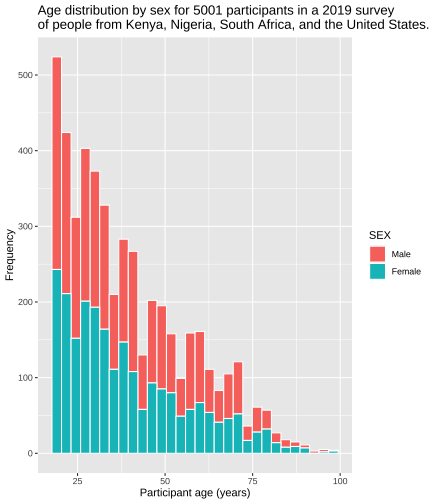 Age distribution by sex for 5001 participants in a 2019 survey
of people from Kenya, Nigeria, South Africa, and the United States.
500
400
300
200
100
0
Frequency
25
50
75
100
Participant age (years)
SEX
Male
Female